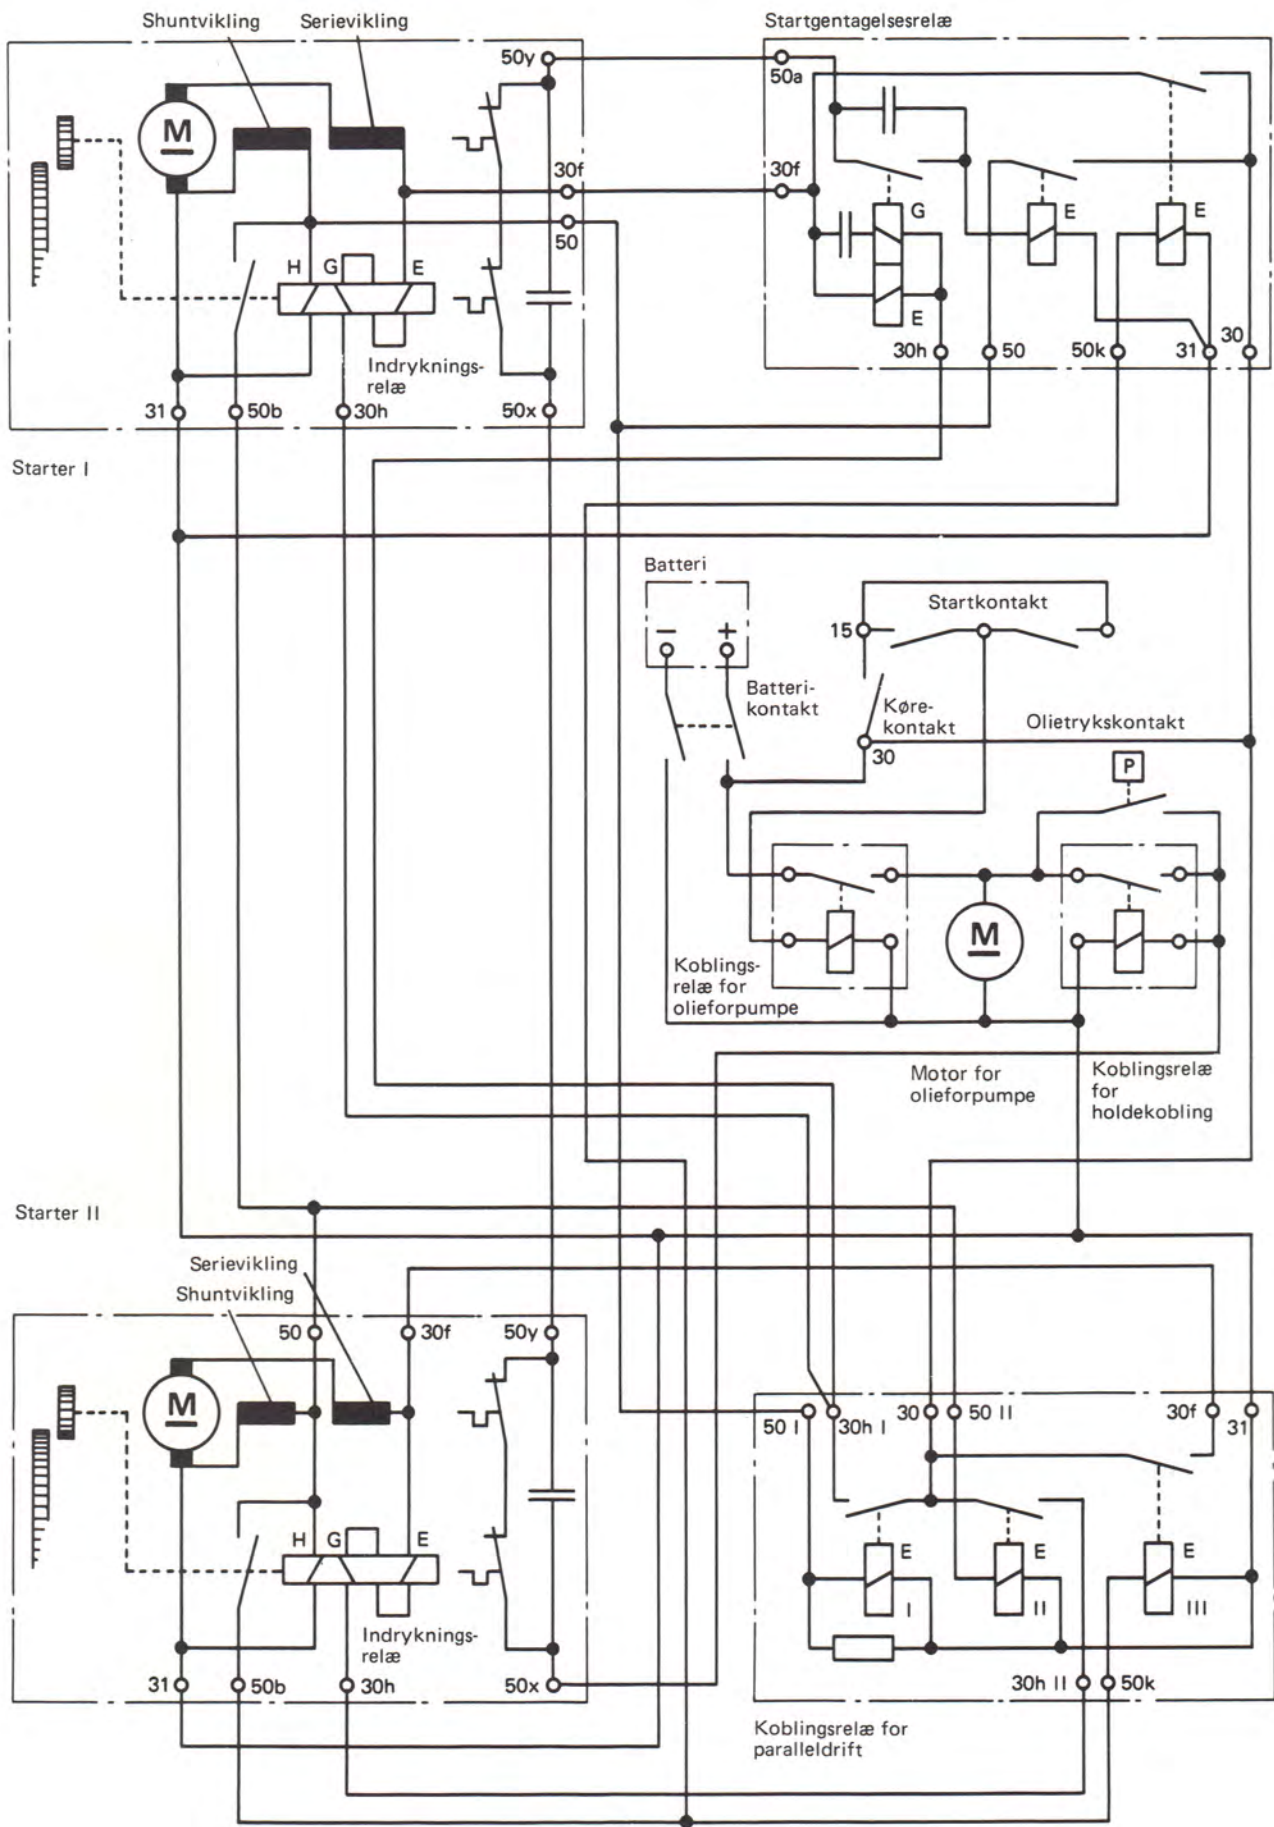 Shuntvikling
Serievikling
50y
M
30f
50
H
G
E
Indryknings-
relæ
31
50b
30h
50x
Starter I
Startgentagelsesrelæ
50a
30f
G
E
E
E
30h
50
50k
31
30
Batteri
−
+
Batteri-
kontakt
Startkontakt
15
Køre-
kontakt
30
Olietrykskontakt
P
M
Koblings-
relæ for
olieforpumpe
Motor for
olieforpumpe
Koblingsrelæ
for
holdekobling
Starter II
Serievikling
Shuntvikling
50
30f
50y
M
H
G
E
Indryknings-
relæ
31
50b
30h
50x
50 I
30h I
30
50 II
30f
31
E
I
E
II
E
III
30h II
50k
Koblingsrelæ for
paralleldrift